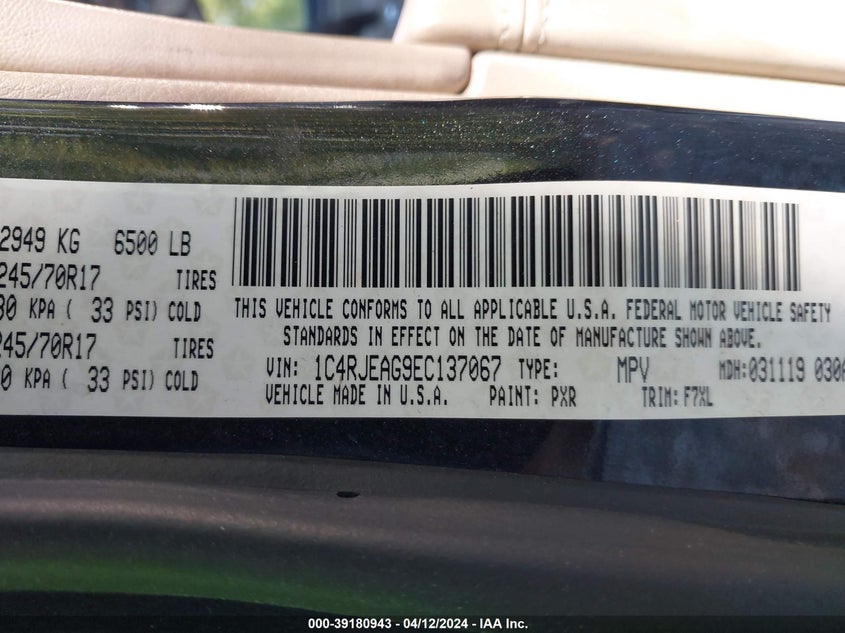 2949 KG 6500 LB
245/70R17 TIRES
80 KPA ( 33 PSI) COLD
245/70R17 TIRES
0 KPA ( 33 PSI) COLD
THIS VEHICLE CONFORMS TO ALL APPLICABLE U.S.A. FEDERAL MOTOR VEHICLE SAFETY
STANDARDS IN EFFECT ON THE DATE OF MANUFACTURE SHOWN ABOVE.
VIN: 1C4RJEAG9EC137067 TYPE: MPV MDH:031119 030
VEHICLE MADE IN U.S.A. PAINT: PXR TRIM: F7XL
000-39180943 - 04/12/2024 - IAA Inc.